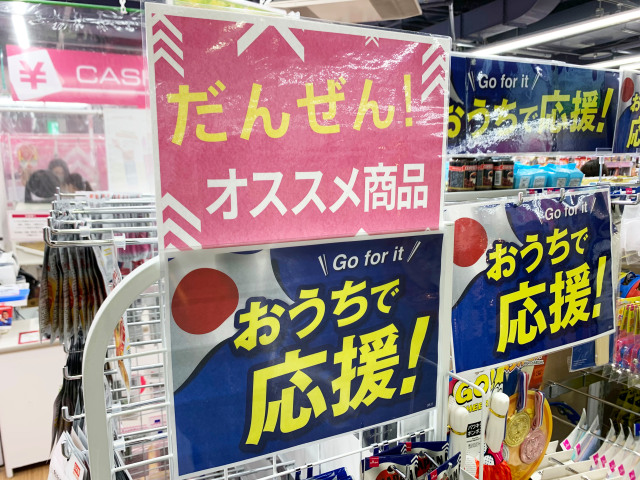 ¥ CASH
だんぜん!
オススメ商品
Go for it
おうちで
応援!
Go for it
おうちで応援!
Go for it
おうちで
応援!